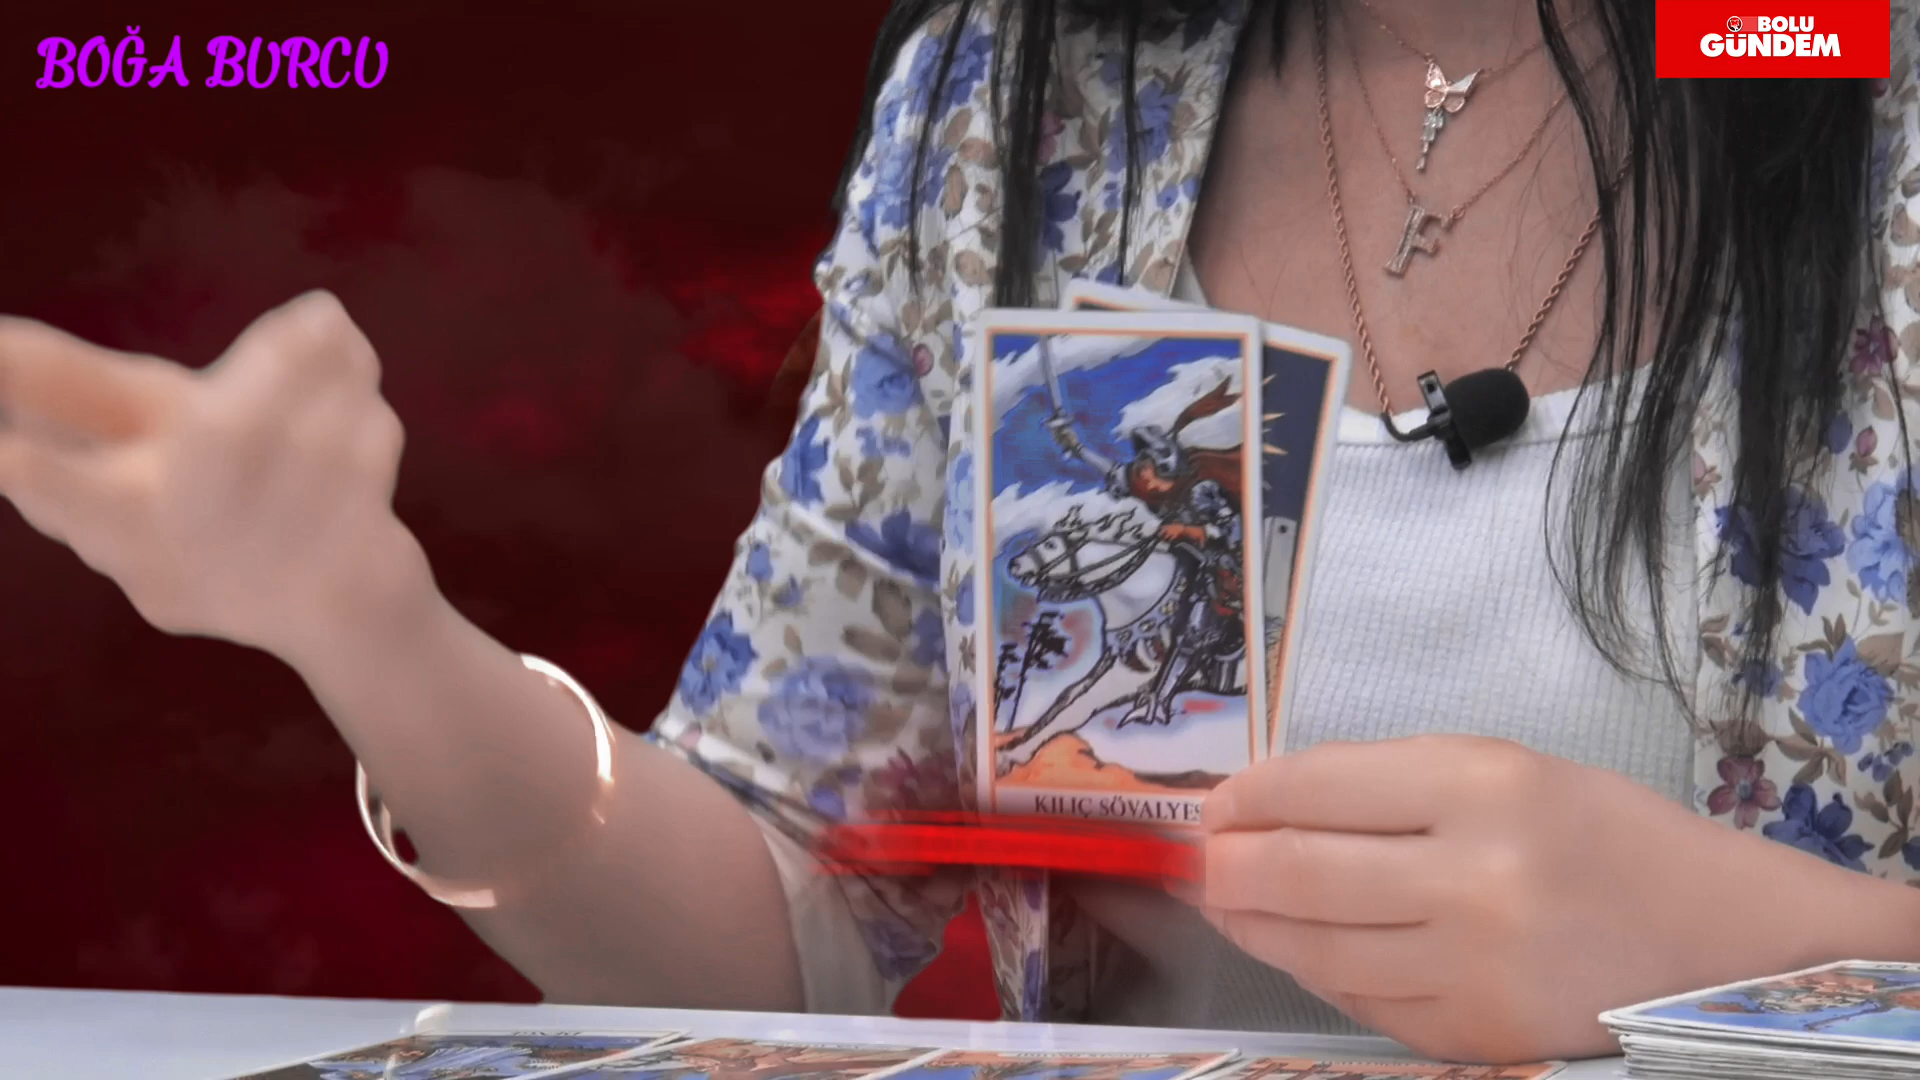 BOĞA BURCU
BOLU
GÜNDEM
F
KILIÇ ŞÖVALYES